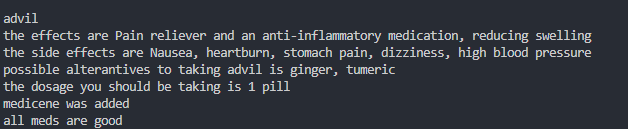 advil
the effects are Pain reliever and an anti-inflammatory medication, reducing swelling
the side effects are Nausea, heartburn, stomach pain, dizziness, high blood pressure
possible alterantives to taking advil is ginger, tumeric
the dosage you should be taking is 1 pill
medicene was added
all meds are good